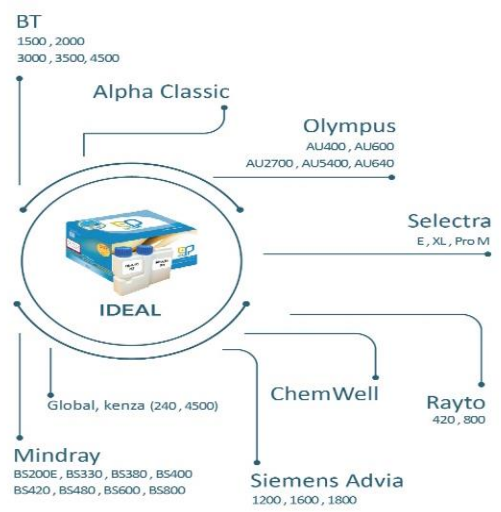 BT
1500 , 2000
3000 , 3500, 4500
Alpha Classic
Olympus
AU400 , AU600
AU2700 , AU5400, AU640
Selectra
E , XL , Pro M
IDEAL
Global, kenza (240 , 4500)
ChemWell
Rayto
420 , 800
Mindray
BS200E , BS330 , BS380 , BS400
BS420 , BS480 , BS600 , BS800
Siemens Advia
1200 , 1600 , 1800